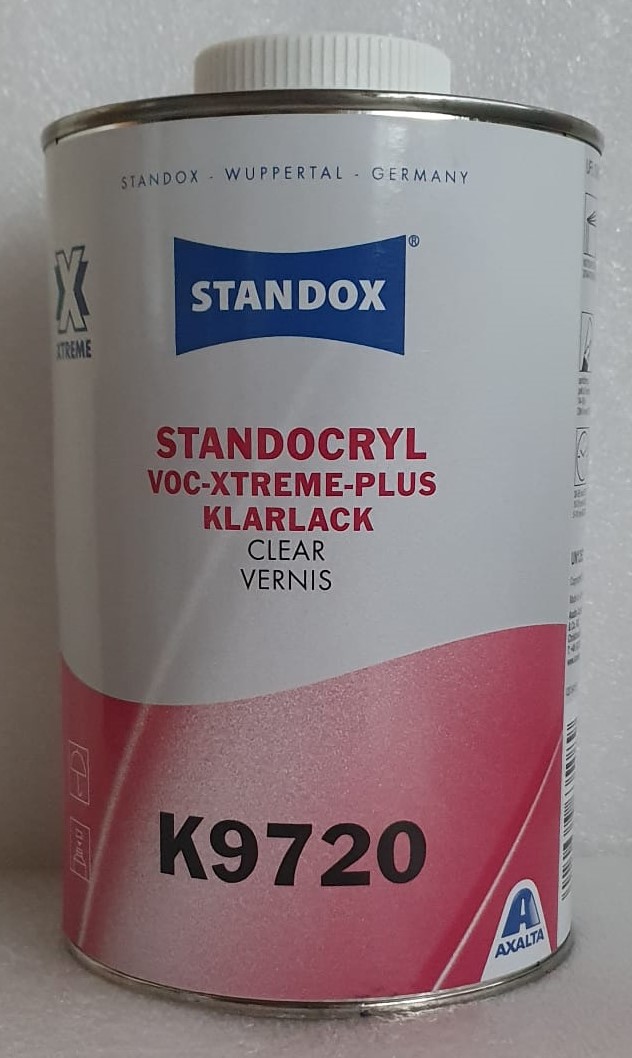 STANDOX - WUPPERTAL - GERMANY
X
XTREME
STANDOX®
STANDOCRYL
VOC-XTREME-PLUS
KLARLACK
CLEAR
VERNIS
K9720
AXALTA